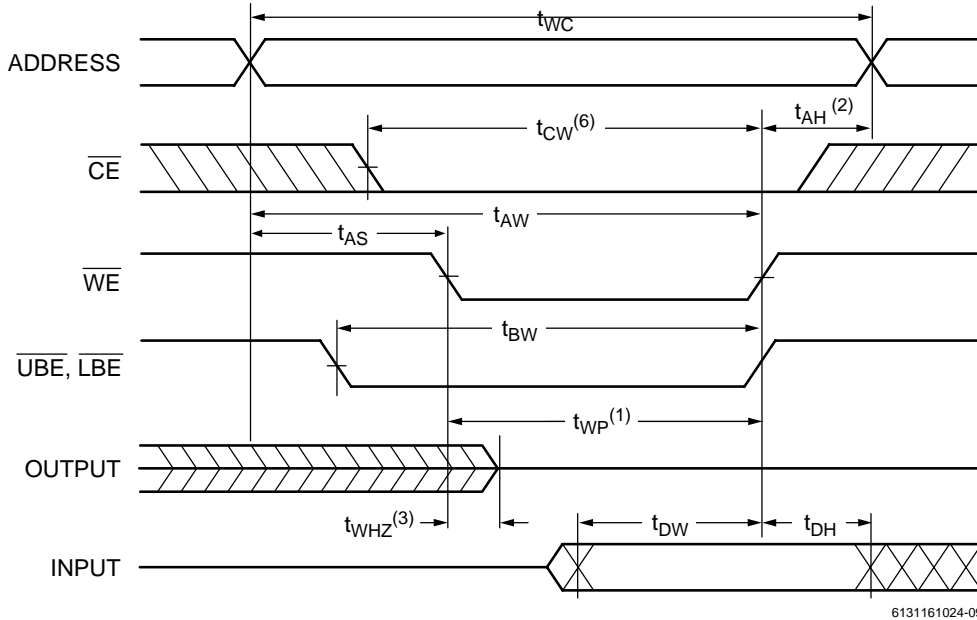 tWC
ADDRESS
tAH(2)
tCW(6)
CE
tAW
tAS
WE
tBW
UBE, LBE
tWP(1)
OUTPUT
tWHZ(3)
tDW
tDH
INPUT
6131161024-09